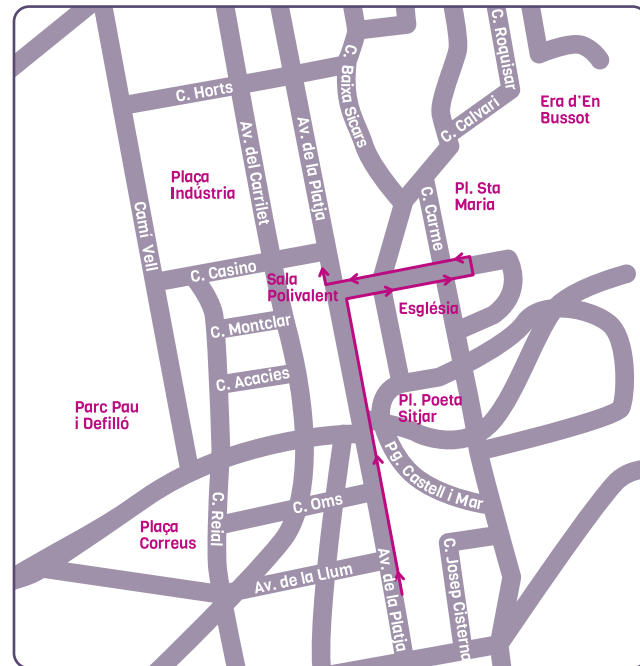 C. Roquisar
C. Baixa Sicars
C. Horts
Era d'En
Bussot
C. Calvari
Av. del Carrilet
Av. de la Platja
Plaça
Indústria
Pl. Sta
Maria
C. Carme
Camí Vell
C. Casino
Sala
Polivalent
Església
C. Montclar
C. Acacies
Parc Pau
i Defilló
Pl. Poeta
Sitjar
Pg. Castell i Mar
C. Oms
C. Reial
Plaça
Correus
Av. de la Llum
Av. de la Platja
C. Josep Cisterna